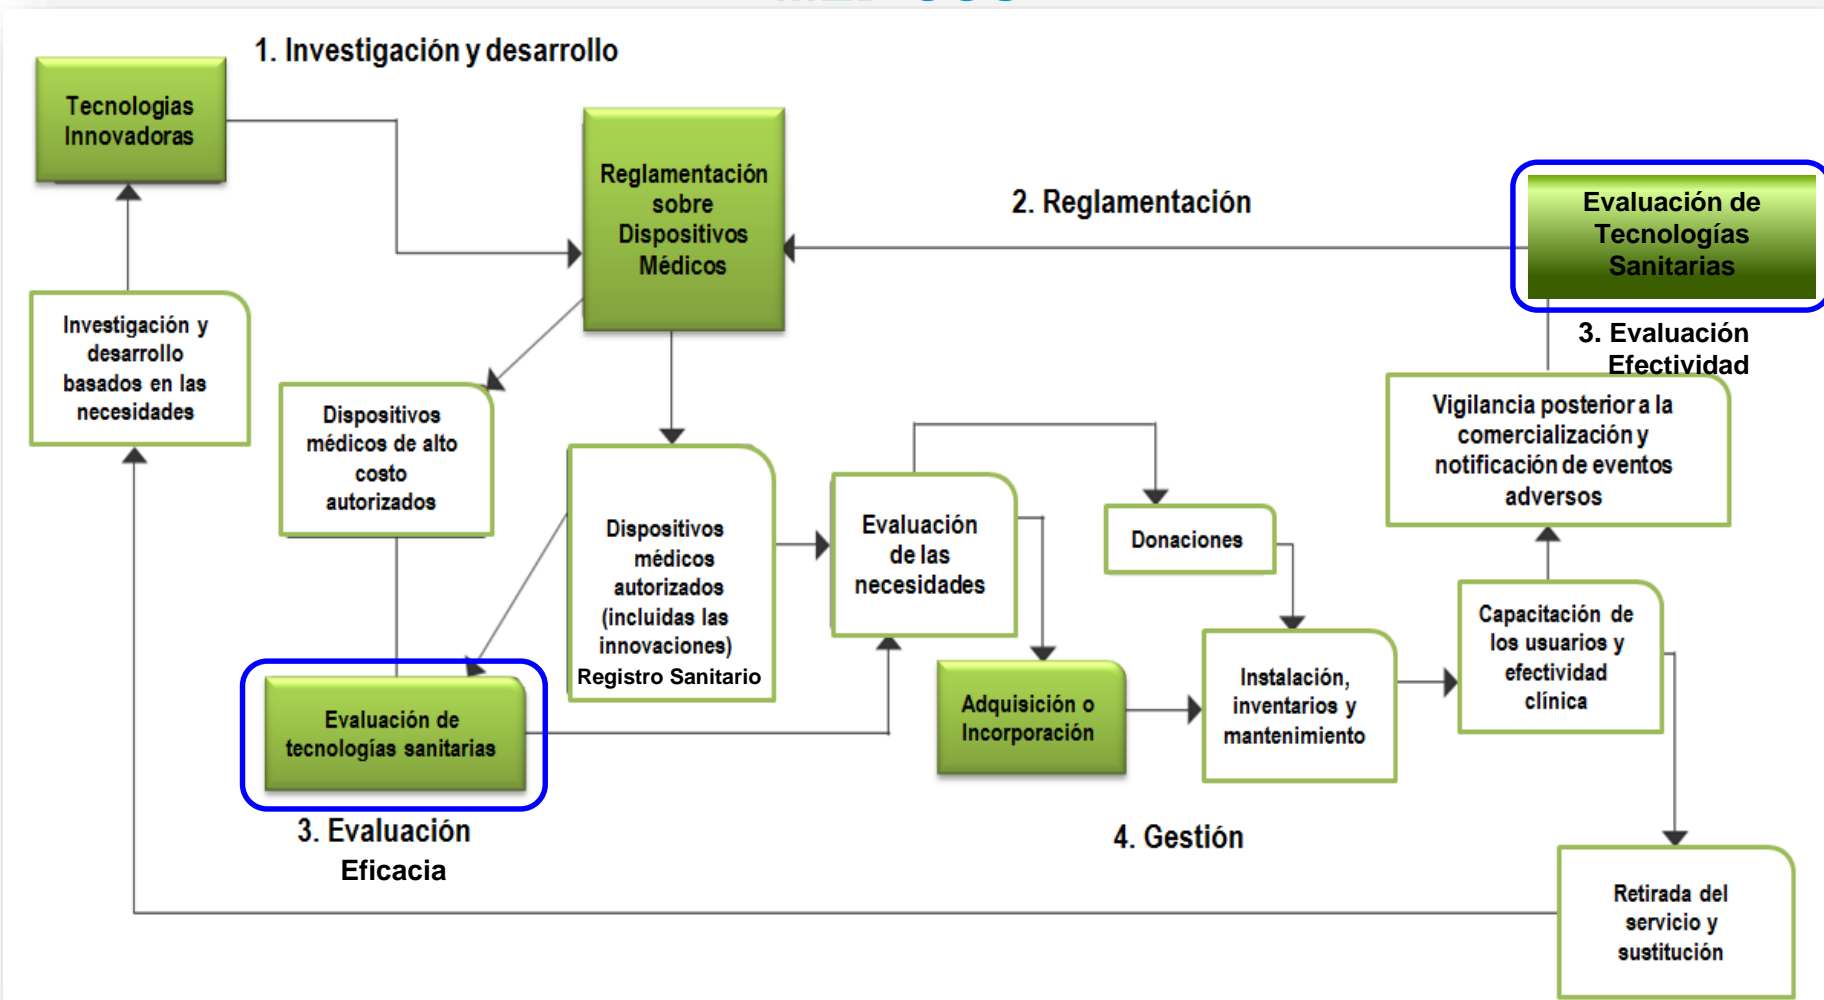 1. Investigación y desarrollo
Tecnologias
Innovadoras
Reglamentación
sobre
Dispositivos
Médicos
2. Reglamentación
Evaluación de
Tecnologías
Sanitarias
3. Evaluación
Efectividad
Investigación y
desarrollo
basados en las
necesidades
Dispositivos
médicos de alto
costo
autorizados
Vigilancia posterior a la
comercialización y
notificación de eventos
adversos
Dispositivos
médicos
autorizados
(incluidas las
innovaciones)
Registro Sanitario
Evaluación
de las
necesidades
Donaciones
Capacitación de
los usuarios y
efectividad
clínica
Evaluación de
tecnologías sanitarias
Adquisición o
Incorporación
Instalación,
inventarios y
mantenimiento
3. Evaluación
Eficacia
4. Gestión
Retirada del
servicio y
sustitución